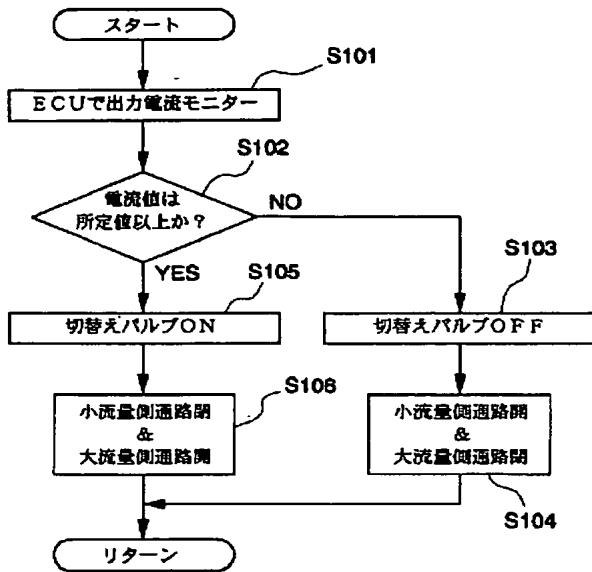 スタート
S101
ECUで出力電流モニター
S102
電流値は
所定値以上か?
NO
YES
S105
S103
切替えバルブON
切替えバルブOFF
小流量側通路閉
&
大流量側通路開
S106
小流量側通路開
&
大流量側通路閉
S104
リターン